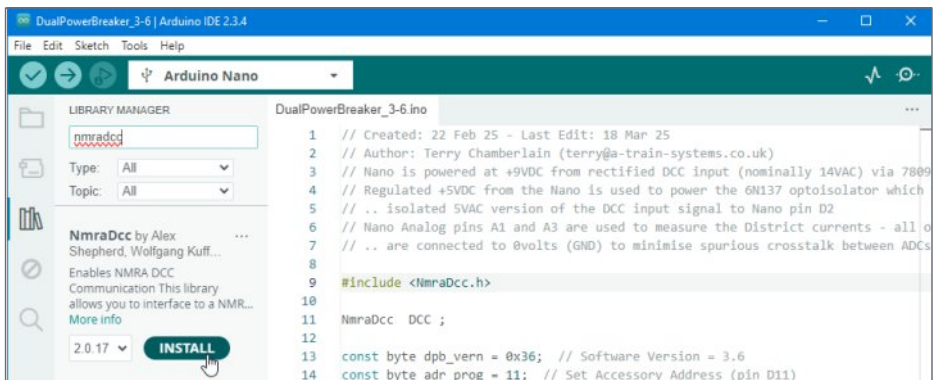 DualPowerBreaker_3-6 | Arduino IDE 2.3.4
File Edit Sketch Tools Help
Arduino Nano
LIBRARY MANAGER
nmradcc
Type: All
Topic: All
NmraDcc by Alex
Shepherd, Wolfgang Kuff...
Enables NMRA DCC
Communication This library
allows you to interface to a NMR...
More info
2.0.17 INSTALL
DualPowerBreaker_3-6.ino
1 // Created: 22 Feb 25 - Last Edit: 18 Mar 25
2 // Author: Terry Chamberlain (terry@a-train-systems.co.uk)
3 // Nano is powered at +9VDC from rectified DCC input (nominally 14VAC) via 7809
4 // Regulated +5VDC from the Nano is used to power the 6N137 optoisolator which
5 // .. isolated 5VAC version of the DCC input signal to Nano pin D2
6 // Nano Analog pins A1 and A3 are used to measure the District currents - all o
7 // .. are connected to 0volts (GND) to minimise spurious crosstalk between ADCs
8
9 #include <NmraDcc.h>
10
11 NmraDcc DCC ;
12
13 const byte dpb_vern = 0x36; // Software Version = 3.6
14 const byte adr_prog = 11; // Set Accessory Address (pin D11)